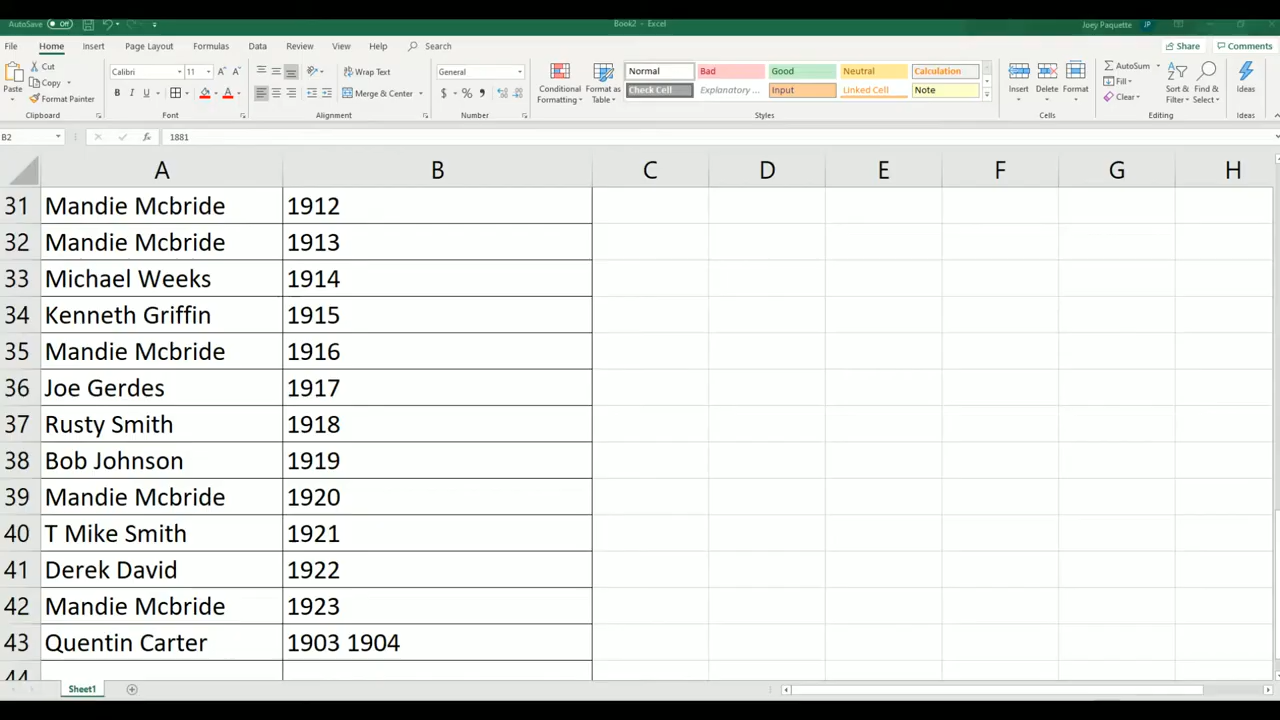 AutoSave Off
Book2 - Excel
Joey Paquette JP
File Home Insert Page Layout Formulas Data Review View Help Search Share Comments
Paste
Cut
Copy
Format Painter
Clipboard
Calibri 11
B I U
Font
Wrap Text
Merge & Center
Alignment
General
$ % 9
Number
Conditional Formatting
Format as Table
Normal Bad Good Neutral Calculation
Check Cell Explanatory ... Input Linked Cell Note
Styles
Insert Delete Format
Cells
AutoSum
Fill
Clear
Sort & Filter
Find & Select
Editing
Ideas
Ideas
B2 fx 1881
A B C D E F G H
31 Mandie Mcbride 1912
32 Mandie Mcbride 1913
33 Michael Weeks 1914
34 Kenneth Griffin 1915
35 Mandie Mcbride 1916
36 Joe Gerdes 1917
37 Rusty Smith 1918
38 Bob Johnson 1919
39 Mandie Mcbride 1920
40 T Mike Smith 1921
41 Derek David 1922
42 Mandie Mcbride 1923
43 Quentin Carter 1903 1904
44
Sheet1